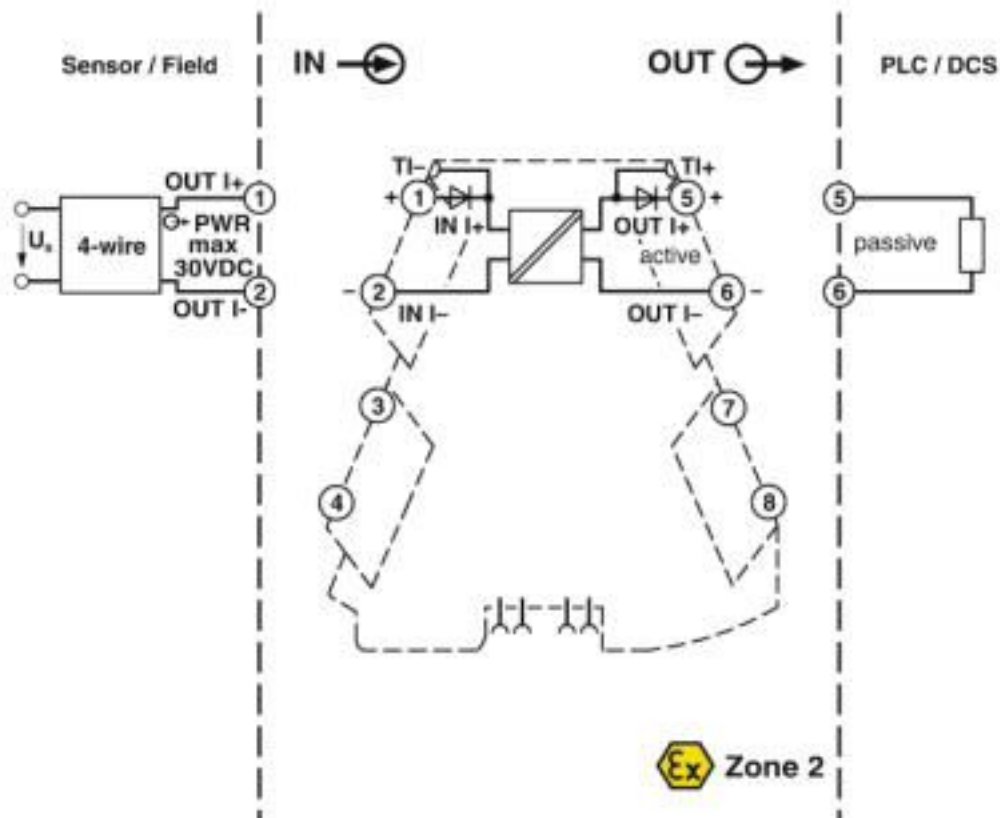 Sensor / Field
IN
OUT
PLC / DCS
OUT I+
1
PWR
max
30VDC
2
OUT I-
Us
4-wire
TI–
+
1
IN I+
–
2
IN I–
TI+
5
+
OUT I+
active
6
–
OUT I–
5
passive
6
3
4
7
8
Ex
Zone 2